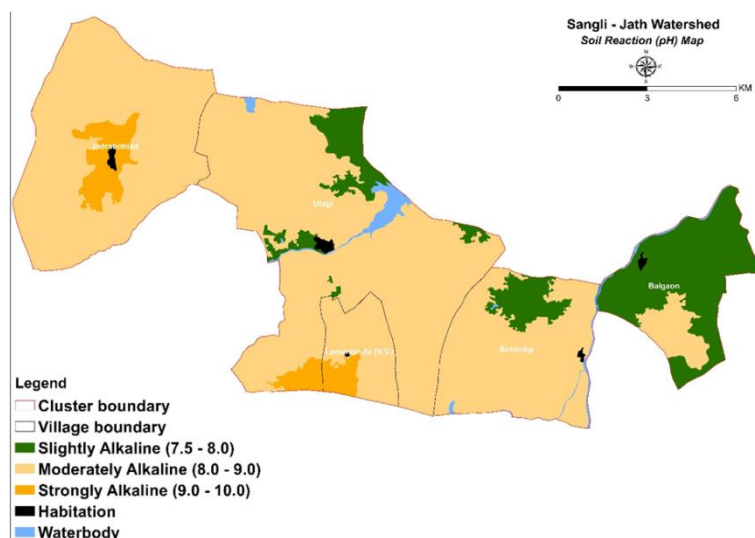 Sangli - Jath Watershed
Soil Reaction (pH) Map
N
W E
S
KM
0 3 6
Utagi
Balgaon
Belondgi
Lamantanda (N.V.)
Legend
Cluster boundary
Village boundary
Slightly Alkaline (7.5 - 8.0)
Moderately Alkaline (8.0 - 9.0)
Strongly Alkaline (9.0 - 10.0)
Habitation
Waterbody